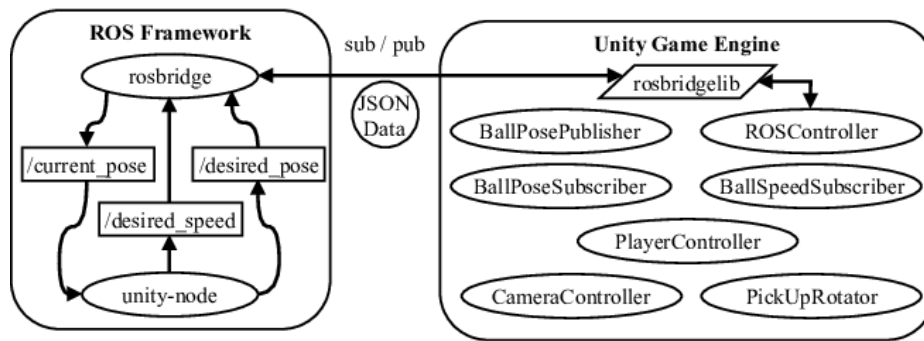 ROS Framework
rosbridge
/current_pose
/desired_pose
/desired_speed
unity-node
sub / pub
JSON
Data
Unity Game Engine
rosbridgelib
BallPosePublisher
ROSController
BallPoseSubscriber
BallSpeedSubscriber
PlayerController
CameraController
PickUpRotator